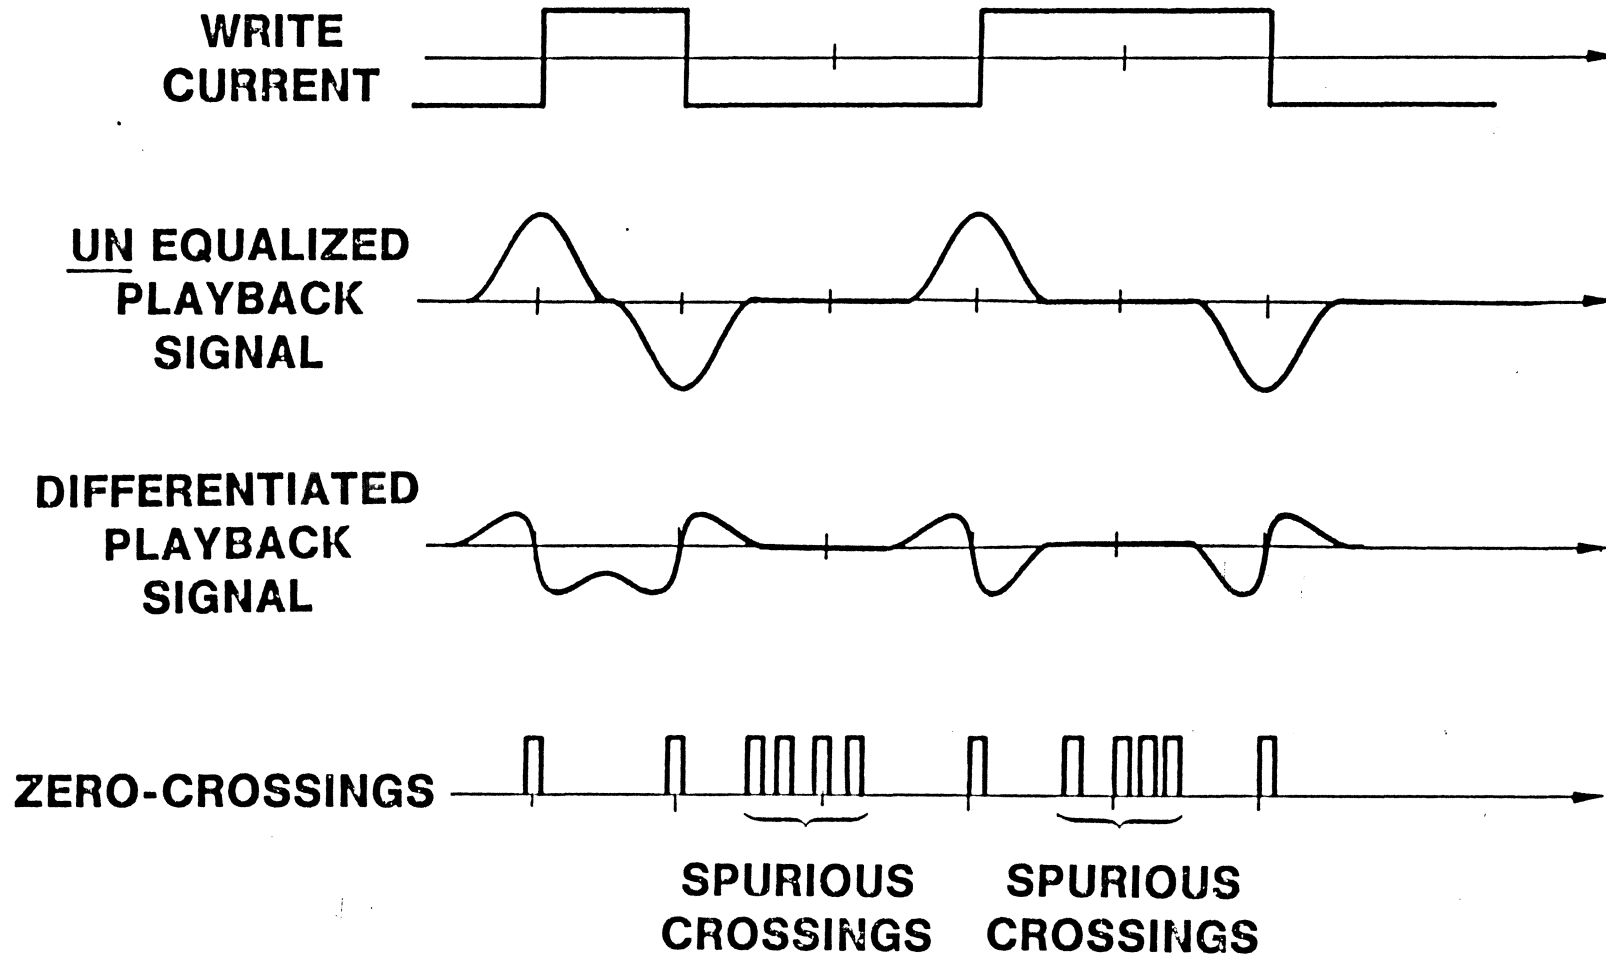 WRITE
CURRENT
UN EQUALIZED
PLAYBACK
SIGNAL
DIFFERENTIATED
PLAYBACK
SIGNAL
ZERO-CROSSINGS
SPURIOUS
CROSSINGS
SPURIOUS
CROSSINGS